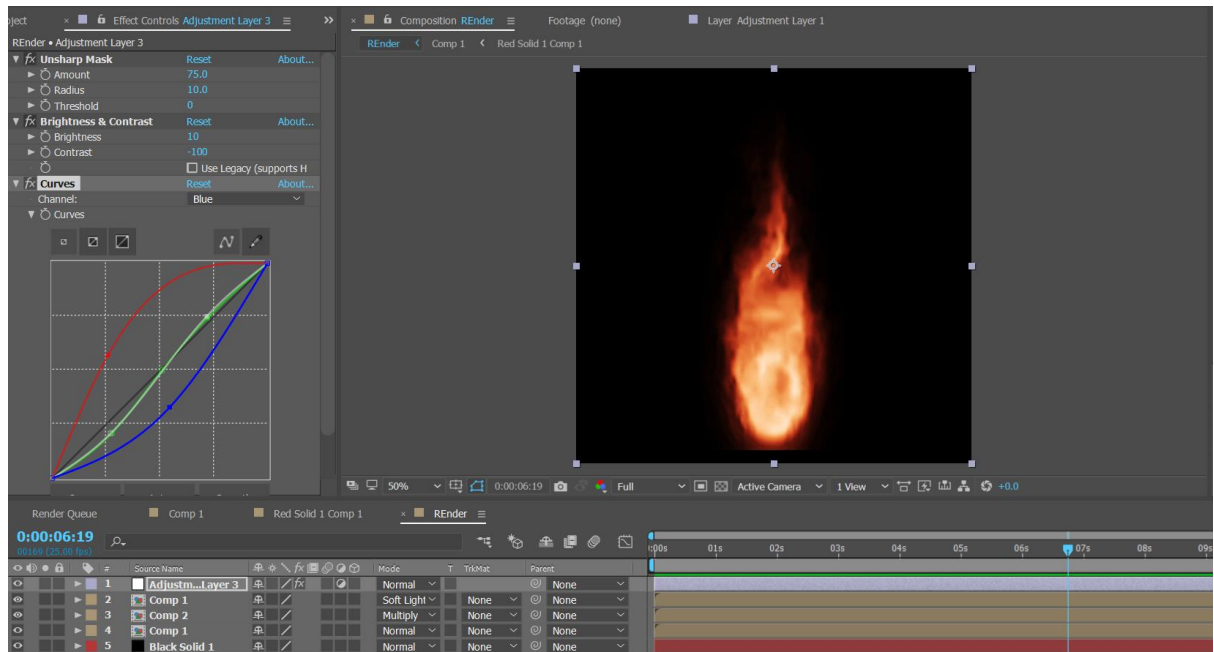 oject × Effect Controls Adjustment Layer 3 ≡ »
× Composition REnder ≡ Footage (none) Layer Adjustment Layer 1
REnder • Adjustment Layer 3
REnder < Comp 1 < Red Solid 1 Comp 1
fx Unsharp Mask Reset About...
Amount 75.0
Radius 10.0
Threshold 0
fx Brightness & Contrast Reset About...
Brightness 10
Contrast -100
Use Legacy (supports H
fx Curves Reset About...
Channel: Blue
Curves
50% 0:00:06:19 Full Active Camera 1 View +0.0
Render Queue Comp 1 Red Solid 1 Comp 1 × REnder ≡
0:00:06:19
00169 (25.00 fps)
:00s 01s 02s 03s 04s 05s 06s 07s 08s 09s
# Source Name fx Mode T TrkMat Parent
1 Adjustm...Layer 3 fx Normal None
2 Comp 1 Soft Light None None
3 Comp 2 Multiply None None
4 Comp 1 Normal None None
5 Black Solid 1 Normal None None